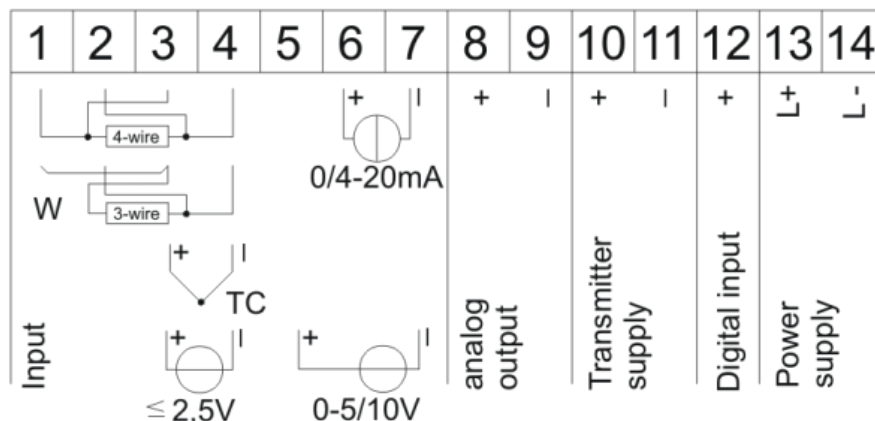 1 2 3 4 5 6 7 8 9 10 11 12 13 14
+ − + − + − + L+ L -
4-wire
0/4-20mA
W 3-wire
+ −
TC
Input
+ − + −
≤ 2,5V 0-5/10V
analog
output
Transmitter
supply
Digital input
Power
supply